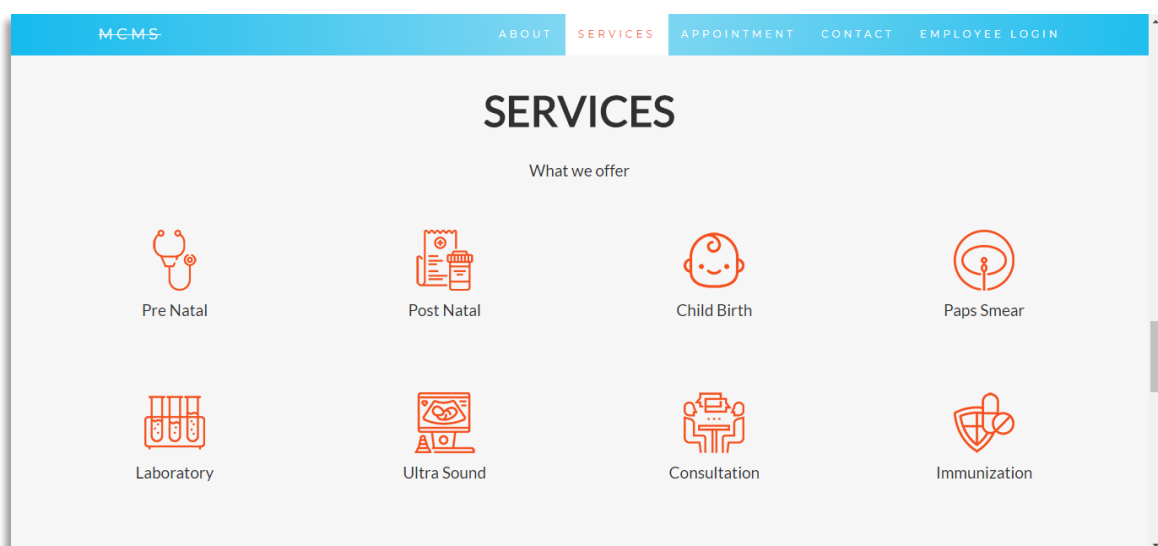 MCMS ABOUT SERVICES APPOINTMENT CONTACT EMPLOYEE LOGIN
SERVICES
What we offer
Pre Natal Post Natal Child Birth Paps Smear
Laboratory Ultra Sound Consultation Immunization